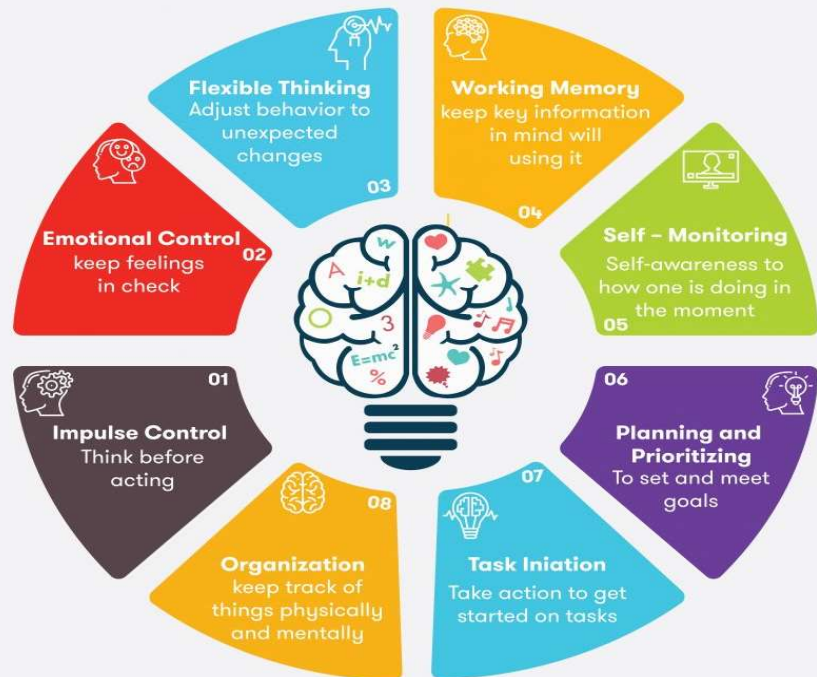 01
Impulse Control
Think before
acting
02
Emotional Control
keep feelings
in check
03
Flexible Thinking
Adjust behavior to
unexpected
changes
04
Working Memory
keep key information
in mind will
using it
05
Self – Monitoring
Self-awareness to
how one is doing in
the moment
06
Planning and
Prioritizing
To set and meet
goals
07
Task Iniation
Take action to get
started on tasks
08
Organization
keep track of
things physically
and mentally
w
A
i+d
3
E=mc²
%